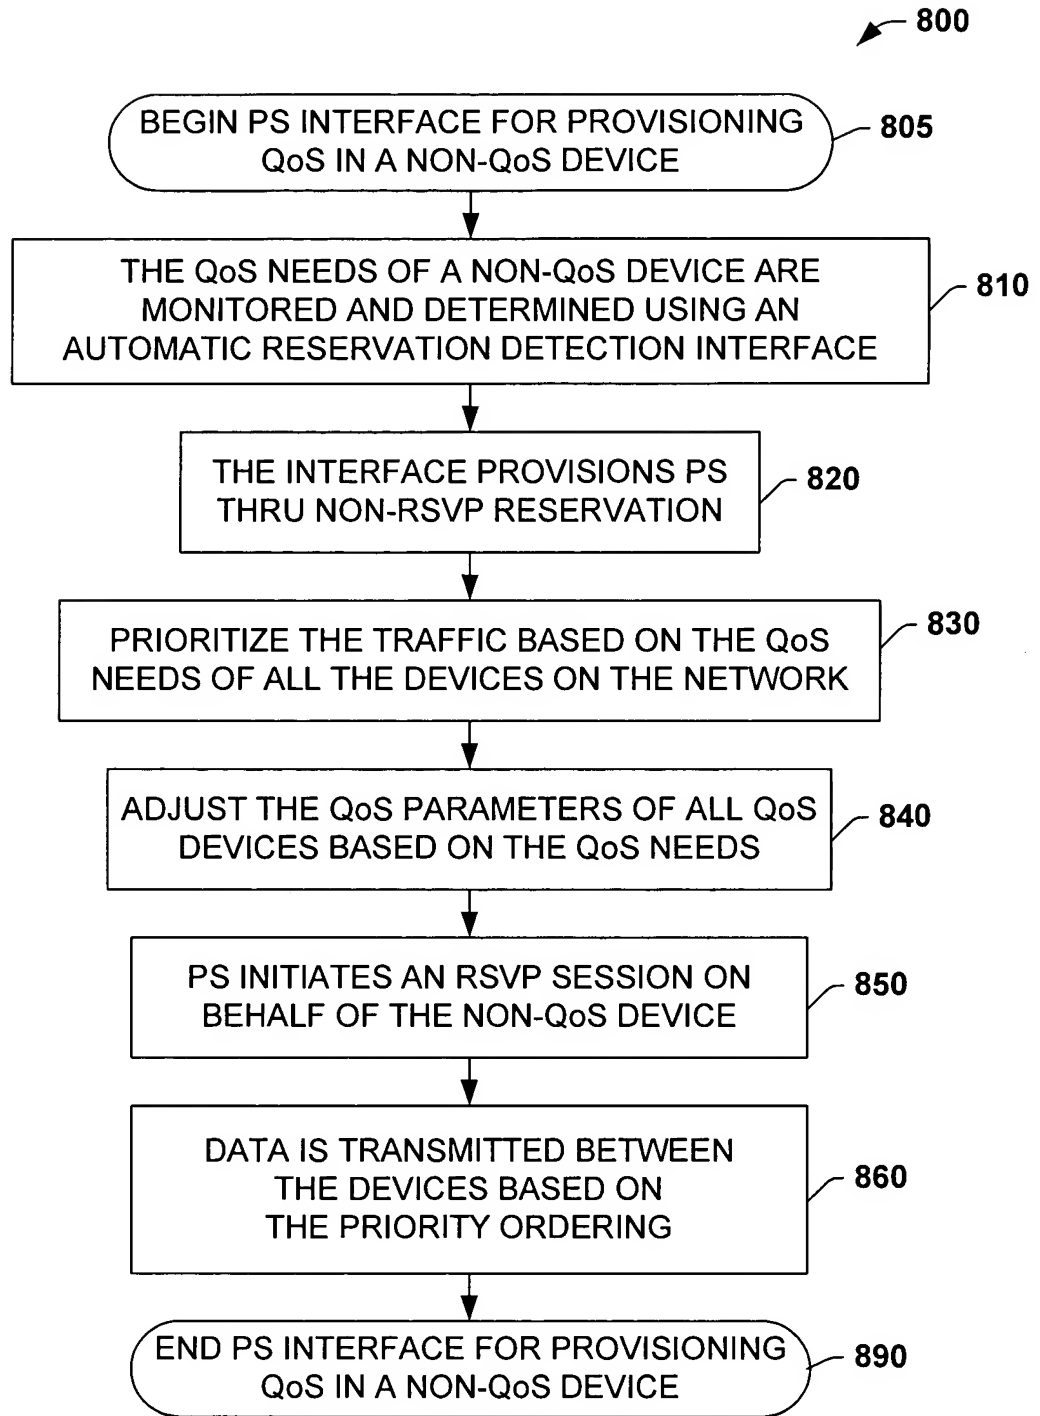 800
BEGIN PS INTERFACE FOR PROVISIONING
QoS IN A NON-QoS DEVICE
805
THE QoS NEEDS OF A NON-QoS DEVICE ARE
MONITORED AND DETERMINED USING AN
AUTOMATIC RESERVATION DETECTION INTERFACE
810
THE INTERFACE PROVISIONS PS
THRU NON-RSVP RESERVATION
820
PRIORITIZE THE TRAFFIC BASED ON THE QoS
NEEDS OF ALL THE DEVICES ON THE NETWORK
830
ADJUST THE QoS PARAMETERS OF ALL QoS
DEVICES BASED ON THE QoS NEEDS
840
PS INITIATES AN RSVP SESSION ON
BEHALF OF THE NON-QoS DEVICE
850
DATA IS TRANSMITTED BETWEEN
THE DEVICES BASED ON
THE PRIORITY ORDERING
860
END PS INTERFACE FOR PROVISIONING
QoS IN A NON-QoS DEVICE
890